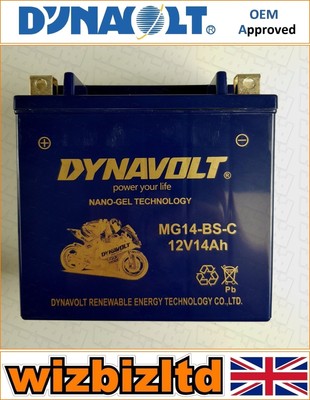 DYNAVOLT
OEM
Approved
DYNAVOLT®
power your life
NANO-GEL TECHNOLOGY
MG14-BS-C
12V14Ah
Pb
DYNAVOLT RENEWABLE ENERGY TECHNOLOGY CO.,LTD.
wizbizltd